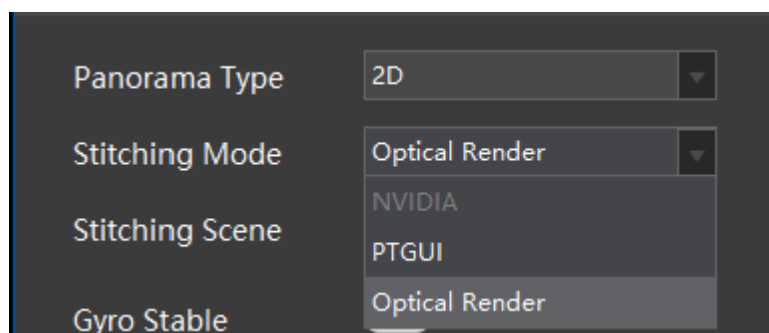 Panorama Type 2D
Stitching Mode Optical Render
NVIDIA
Stitching Scene
PTGUI
Optical Render
Gyro Stable